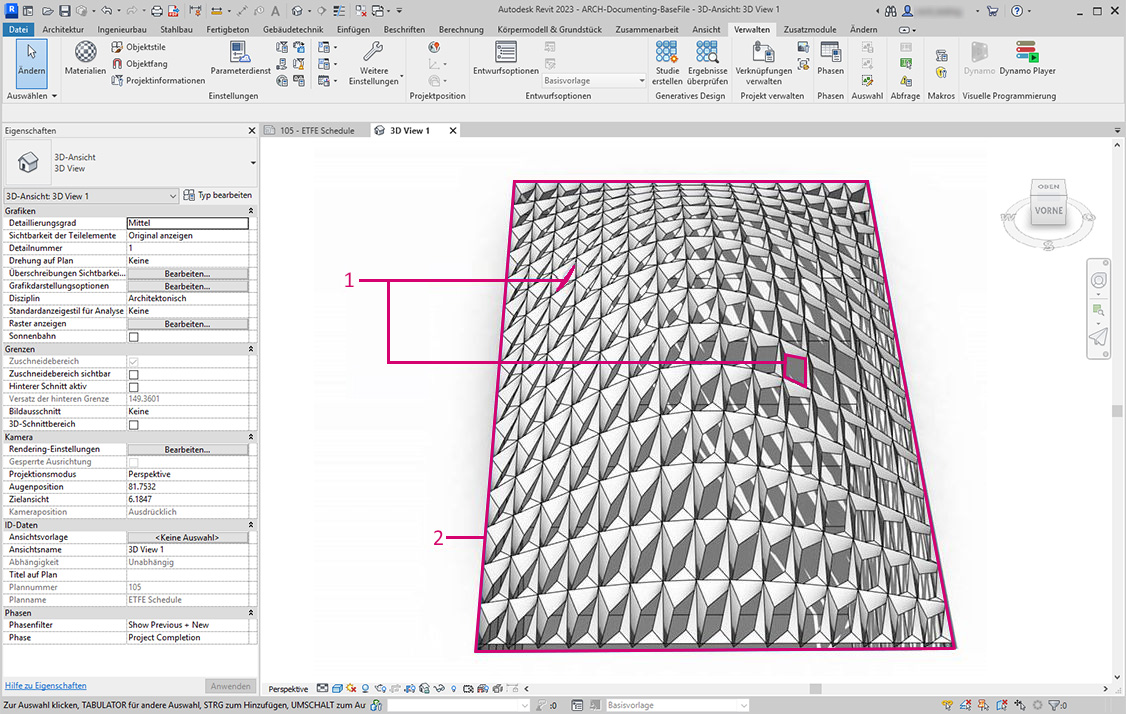 Autodesk Revit 2023 - ARCH-Documenting-BaseFile - 3D-Ansicht: 3D View 1
Datei Architektur Ingenieurbau Stahlbau Fertigbeton Gebäudetechnik Einfügen Beschriften Berechnung Körpermodell & Grundstück Zusammenarbeit Ansicht Verwalten Zusatzmodule Ändern
Ändern
Auswählen
Materialien
Objektstile
Objektfang
Projektinformationen
Parameterdienst
Weitere
Einstellungen
Einstellungen
Projektposition
Entwurfsoptionen
Basisvorlage
Entwurfsoptionen
Studie
erstellen
Ergebnisse
überprüfen
Generatives Design
Verknüpfungen
verwalten
Projekt verwalten
Phasen
Phasen
Auswahl
Abfrage
Makros
Dynamo
Dynamo Player
Visuelle Programmierung
Eigenschaften
105 - ETFE Schedule
3D View 1
3D-Ansicht
3D View
3D-Ansicht: 3D View 1
Typ bearbeiten
Grafiken
Detaillierungsgrad Mittel
Sichtbarkeit der Teilelemente Original anzeigen
Detailnummer 1
Drehung auf Plan Keine
Überschreibungen Sichtbarkei... Bearbeiten...
Grafikdarstellungsoptionen Bearbeiten...
Disziplin Architektonisch
Standardanzeigestil für Analyse Keine
Raster anzeigen Bearbeiten...
Sonnenbahn
Grenzen
Zuschneidebereich
Zuschneidebereich sichtbar
Hinterer Schnitt aktiv
Versatz der hinteren Grenze 149.3601
Bildausschnitt Keine
3D-Schnittbereich
Kamera
Rendering-Einstellungen Bearbeiten...
Gesperrte Ausrichtung
Projektionsmodus Perspektive
Augenposition 81.7532
Zielansicht 6.1847
Kameraposition Ausdrücklich
ID-Daten
Ansichtsvorlage <Keine Auswahl>
Ansichtsname 3D View 1
Abhängigkeit Unabhängig
Titel auf Plan
Plannummer 105
Planname ETFE Schedule
Phasen
Phasenfilter Show Previous + New
Phase Project Completion
Hilfe zu Eigenschaften
Anwenden
1
2
OBEN
VORNE
W
S
Perspektive
Zur Auswahl klicken, TABULATOR für andere Auswahl, STRG zum Hinzufügen, UMSCHALT zum Au
:0
Basisvorlage
:0